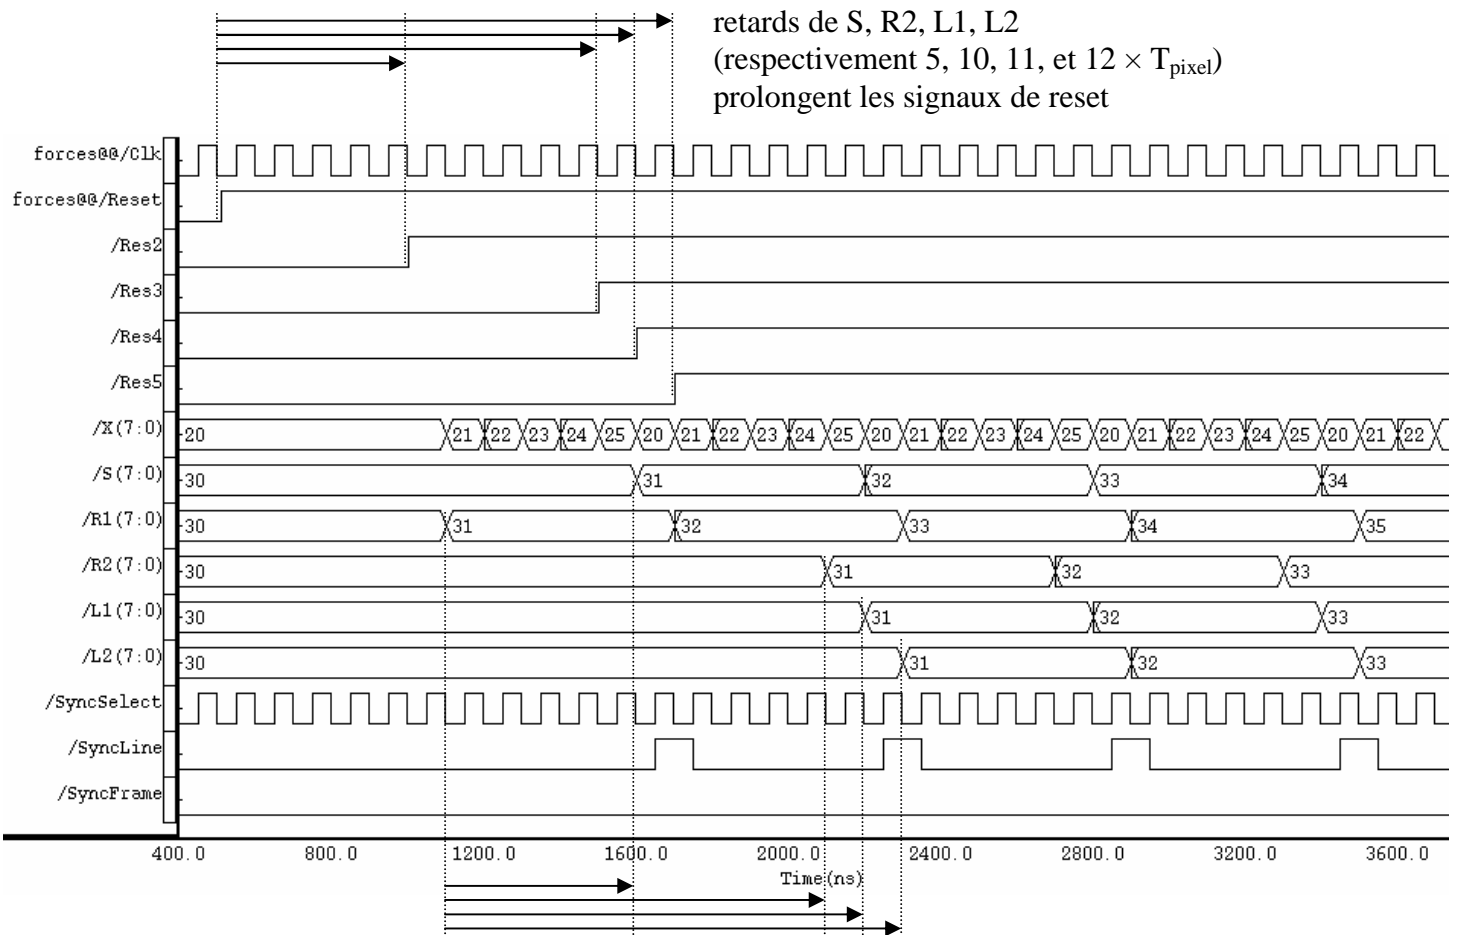 retards de S, R2, L1, L2
(respectivement 5, 10, 11, et 12 × Tpixel)
prolongent les signaux de reset
forces@@/Clk
forces@@/Reset
/Res2
/Res3
/Res4
/Res5
/X(7:0) 20 21 22 23 24 25 20 21 22 23 24 25 20 21 22 23 24 25 20 21 22 23 24 25 20 21 22
/S(7:0) 30 31 32 33 34
/R1(7:0) 30 31 32 33 34 35
/R2(7:0) 30 31 32 33
/L1(7:0) 30 31 32 33
/L2(7:0) 30 31 32 33
/SyncSelect
/SyncLine
/SyncFrame
400.0 800.0 1200.0 1600.0 2000.0 2400.0 2800.0 3200.0 3600.0
Time(ns)